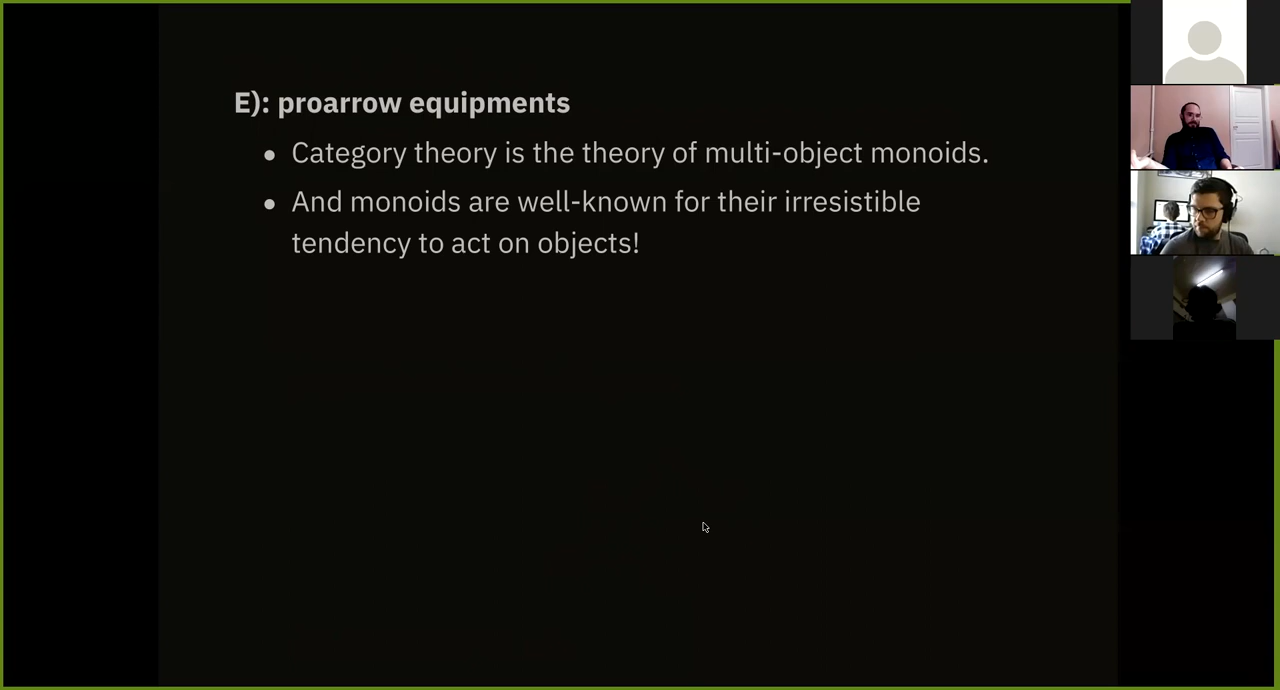 E): proarrow equipments
• Category theory is the theory of multi-object monoids.
• And monoids are well-known for their irresistible
tendency to act on objects!